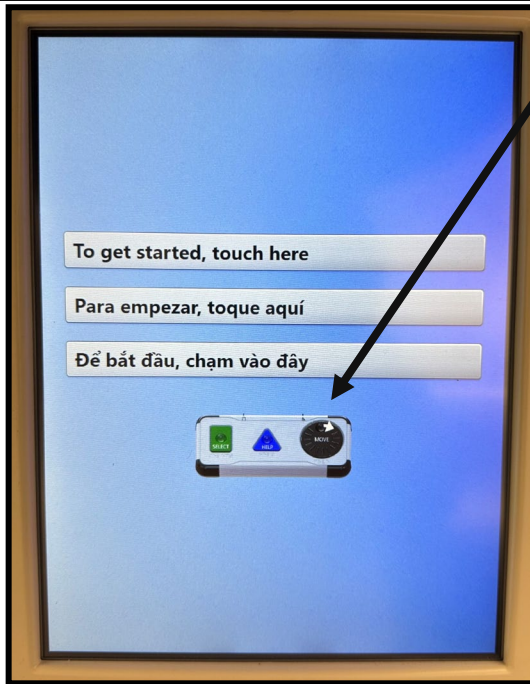 To get started, touch here
Para empezar, toque aquí
Để bắt đầu, chạm vào đây
SELECT
HELP
MOVE